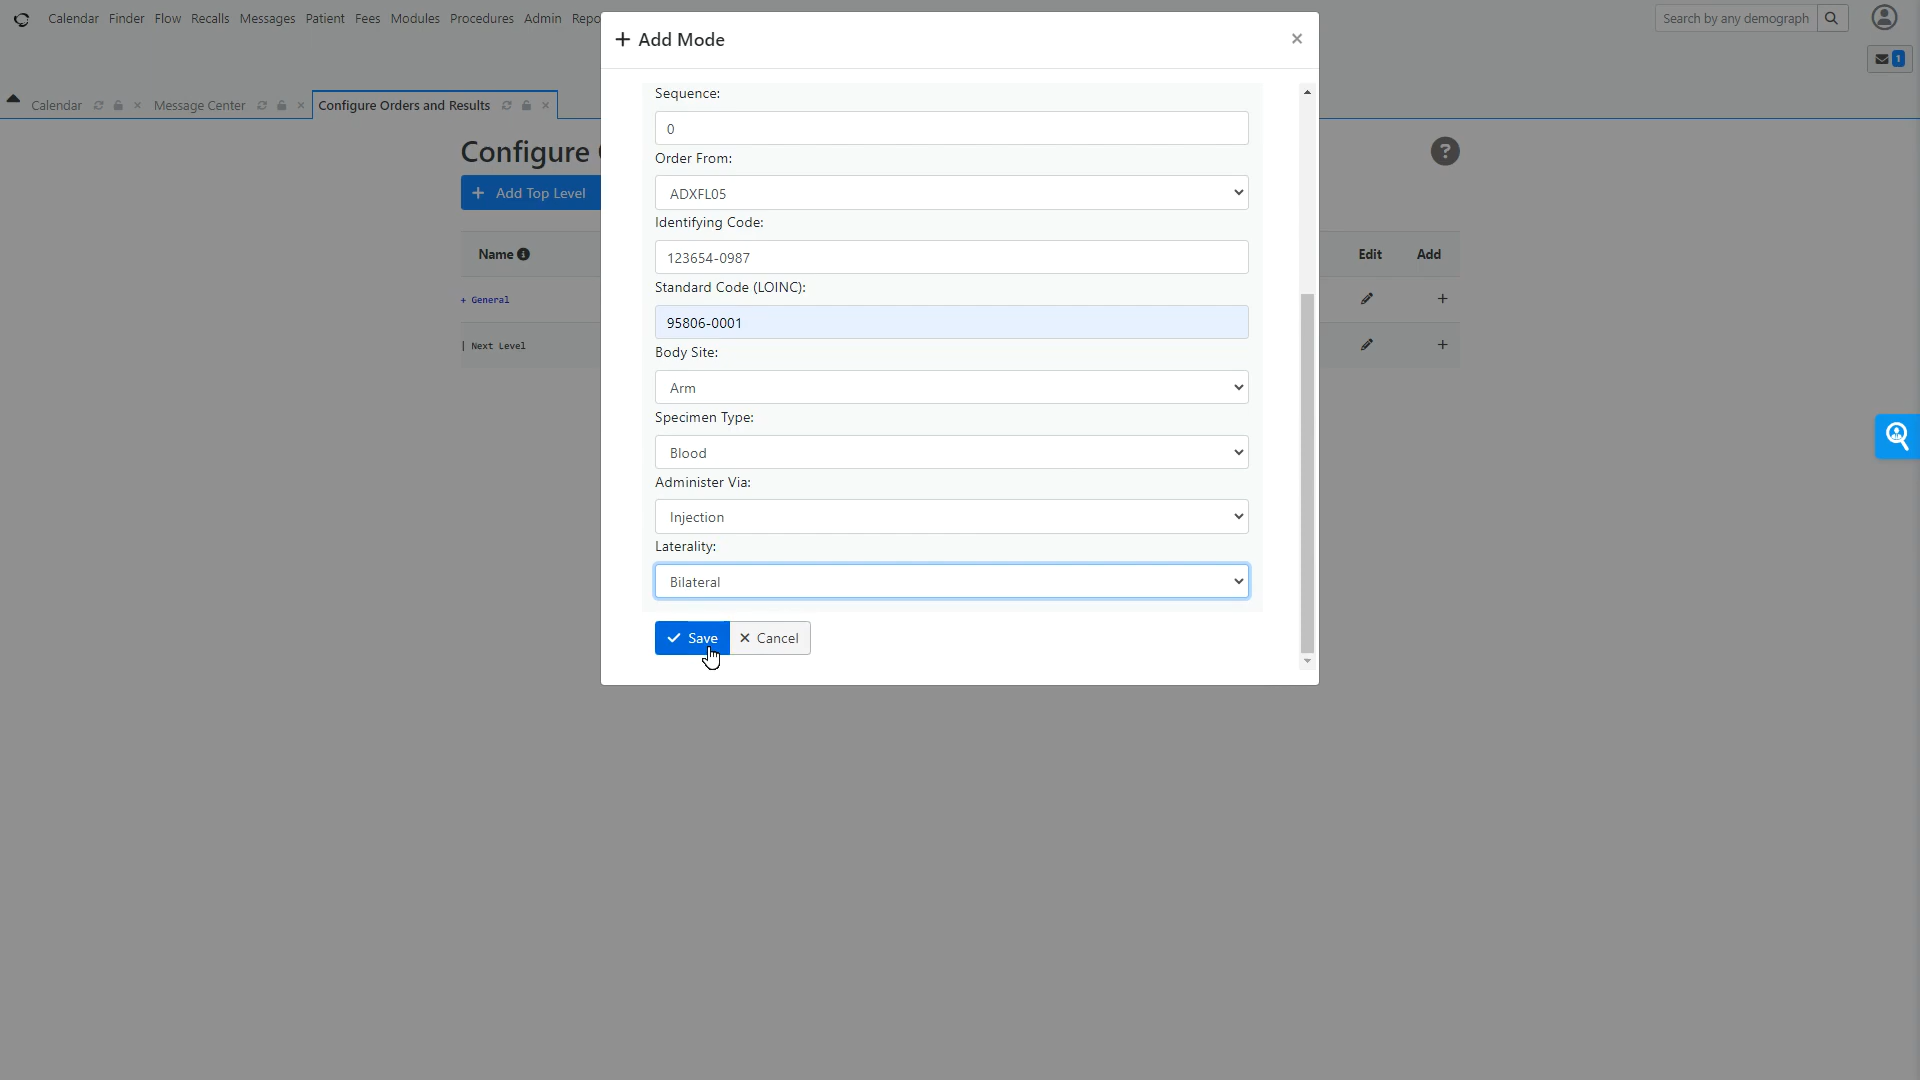 Calendar Finder Flow Recalls Messages Patient Fees Modules Procedures Admin Repo
Search by any demograph
1
Calendar Message Center Configure Orders and Results
Configure
+ Add Top Level
Name Edit Add
+ General
| Next Level
+ Add Mode
Sequence:
0
Order From:
ADXFL05
Identifying Code:
123654-0987
Standard Code (LOINC):
95806-0001
Body Site:
Arm
Specimen Type:
Blood
Administer Via:
Injection
Laterality:
Bilateral
Save Cancel